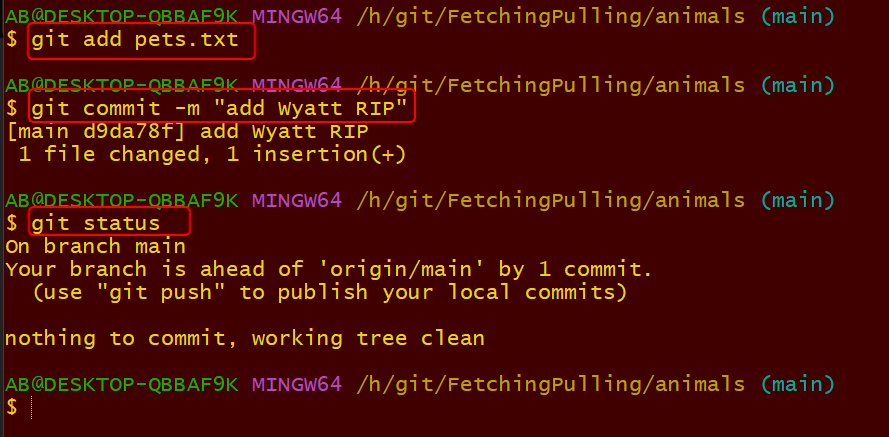 AB@DESKTOP-QBBAF9K MINGW64 /h/git/FetchingPulling/animals (main)
$ git add pets.txt
AB@DESKTOP-QBBAF9K MINGW64 /h/git/FetchingPulling/animals (main)
$ git commit -m "add Wyatt RIP"
[main d9da78f] add Wyatt RIP
 1 file changed, 1 insertion(+)
AB@DESKTOP-QBBAF9K MINGW64 /h/git/FetchingPulling/animals (main)
$ git status
On branch main
Your branch is ahead of 'origin/main' by 1 commit.
  (use "git push" to publish your local commits)
nothing to commit, working tree clean
AB@DESKTOP-QBBAF9K MINGW64 /h/git/FetchingPulling/animals (main)
$